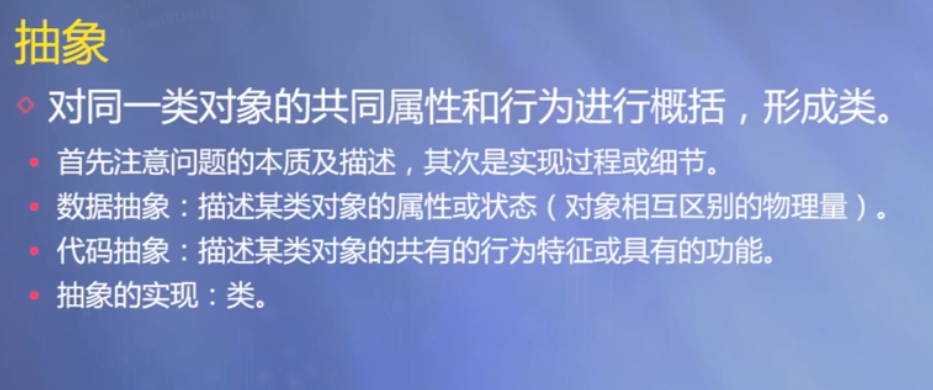 抽象
对同一类对象的共同属性和行为进行概括，形成类。
首先注意问题的本质及描述，其次是实现过程或细节。
数据抽象：描述某类对象的属性或状态（对象相互区别的物理量）。
代码抽象：描述某类对象的共有的行为特征或具有的功能。
抽象的实现：类。